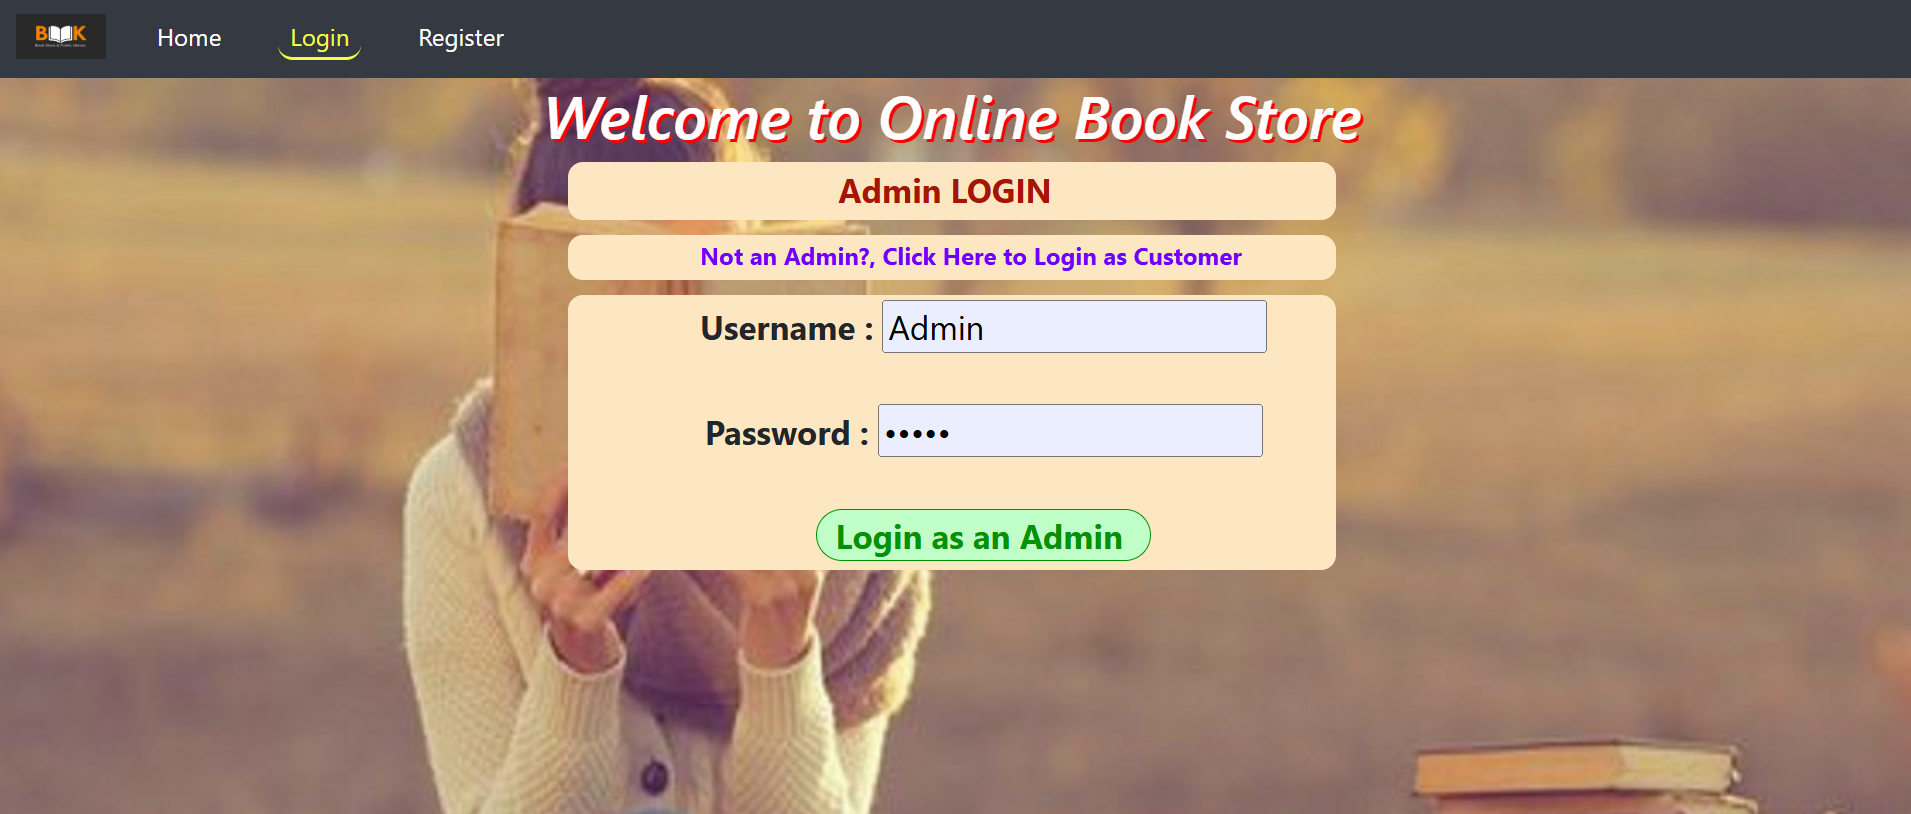 BOOK
Home
Login
Register
Welcome to Online Book Store
Admin LOGIN
Not an Admin?, Click Here to Login as Customer
Username : Admin
Password : •••••
Login as an Admin